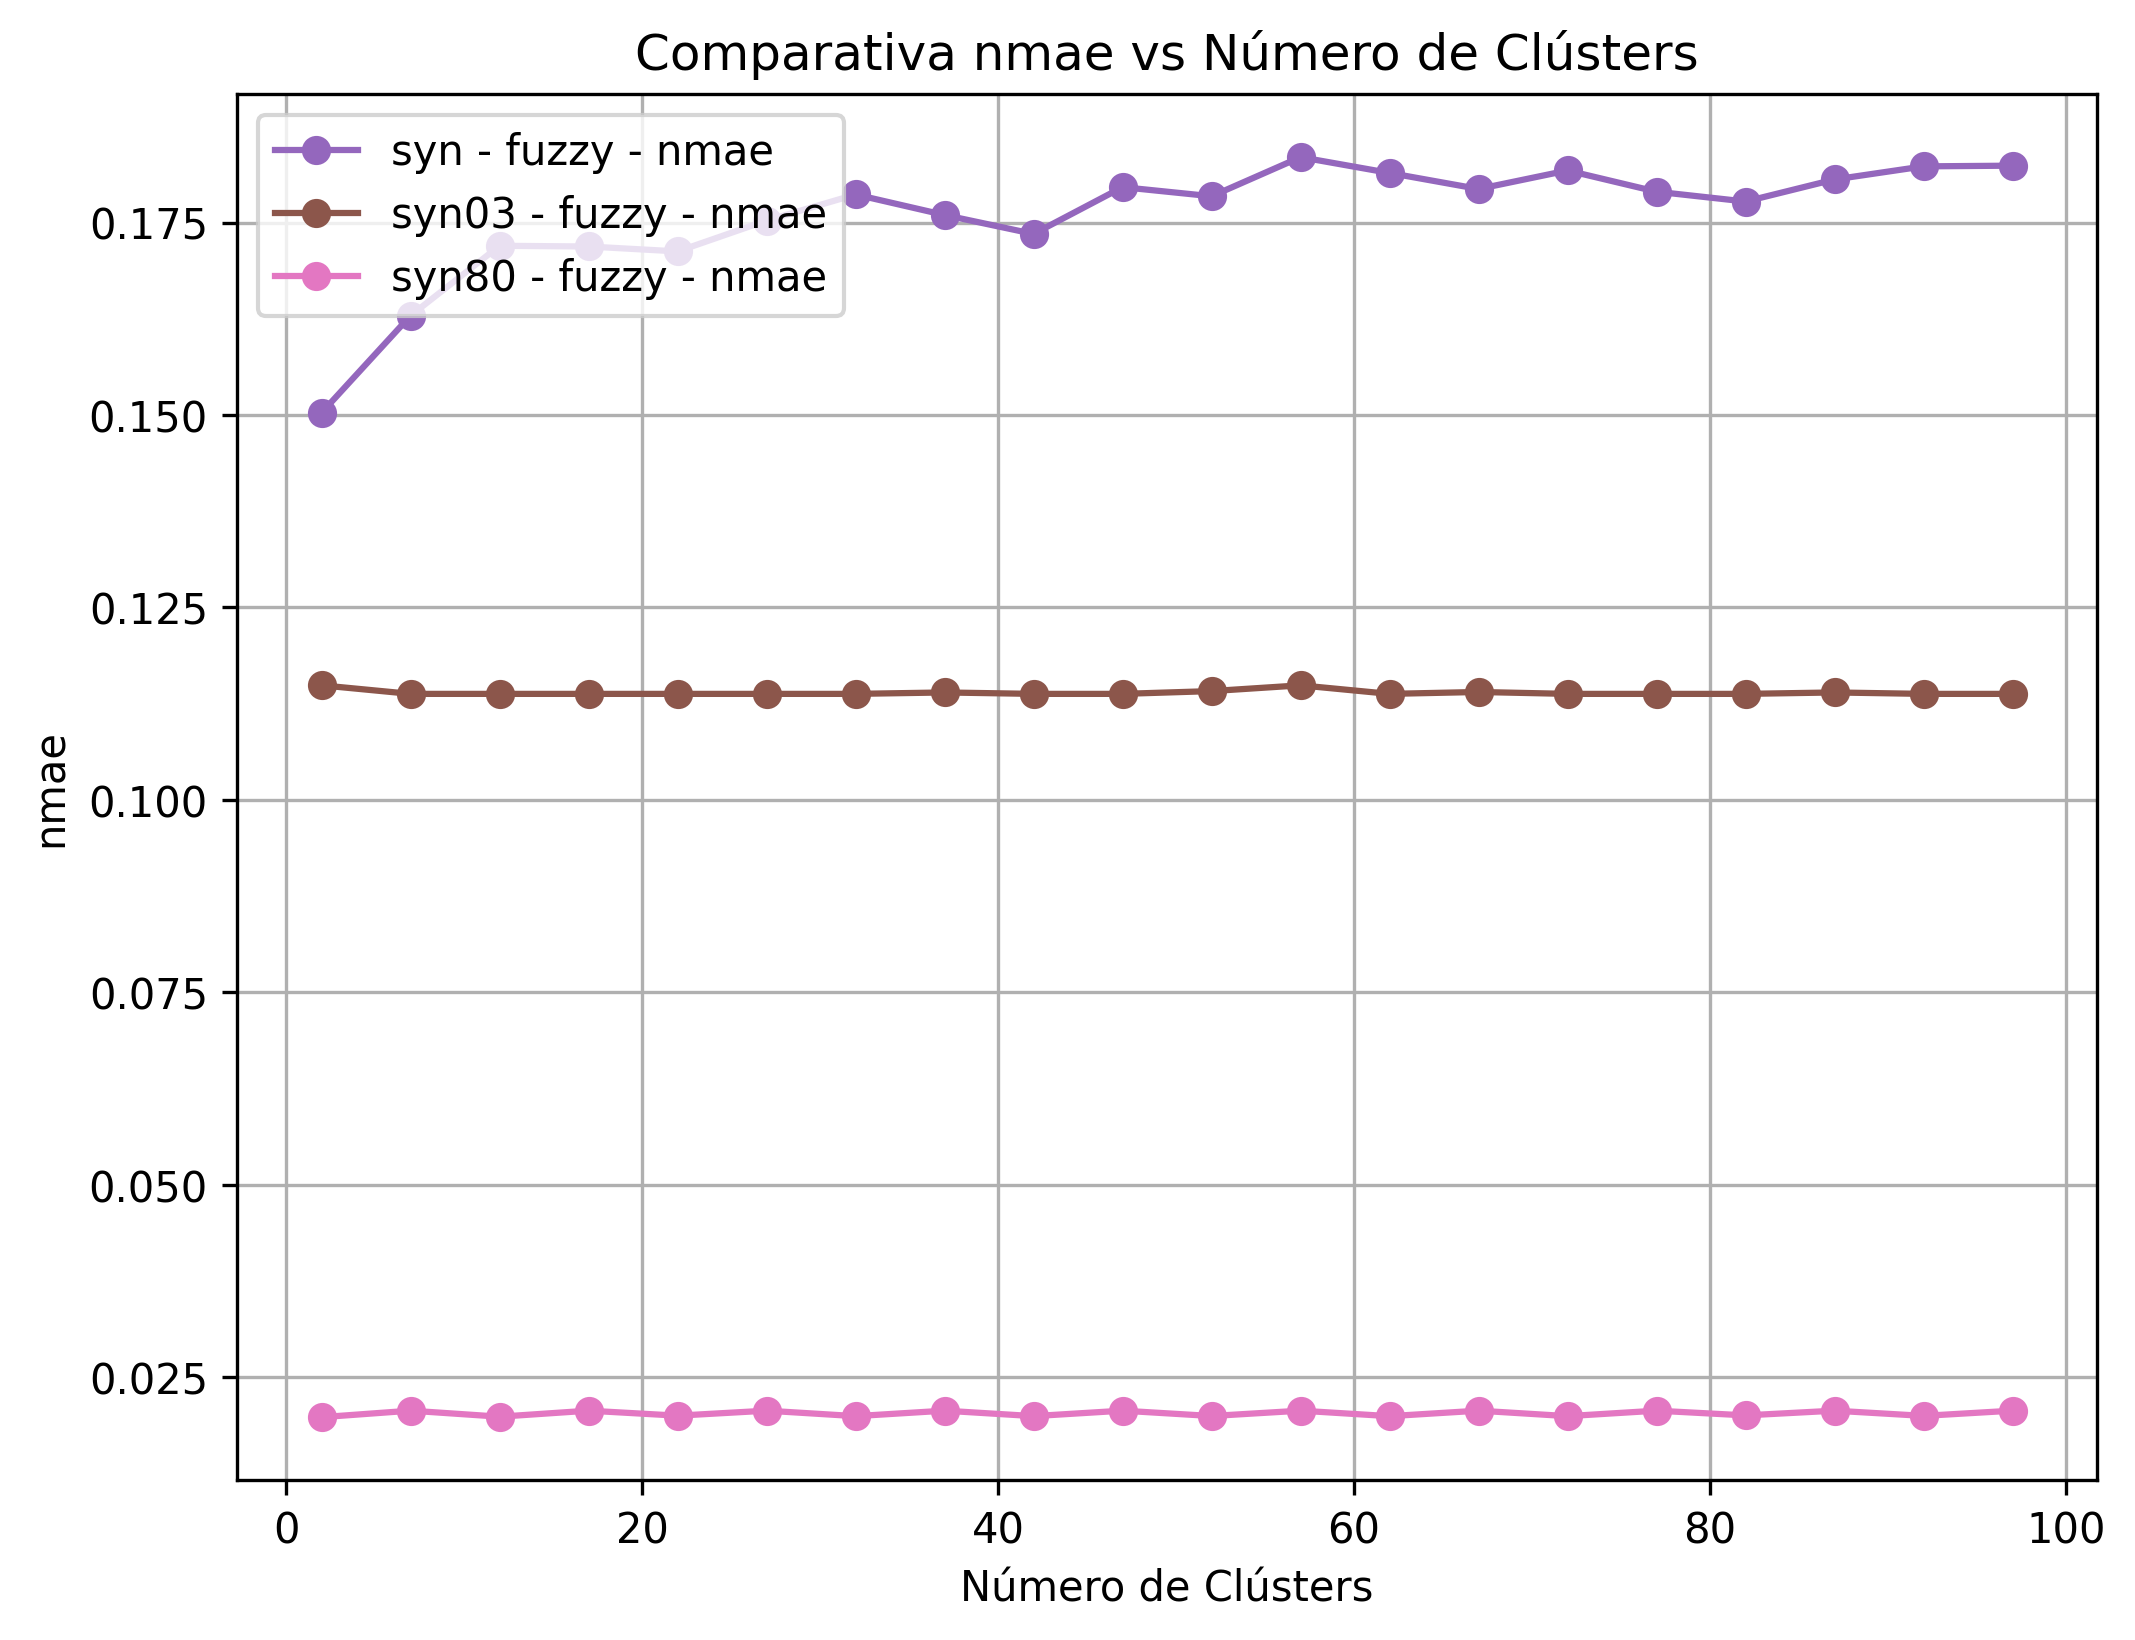 Comparativa nmae vs Número de Clústers
syn - fuzzy - nmae
syn03 - fuzzy - nmae
syn80 - fuzzy - nmae
nmae
0.175
0.150
0.125
0.100
0.075
0.050
0.025
0 20 40 60 80 100
Número de Clústers